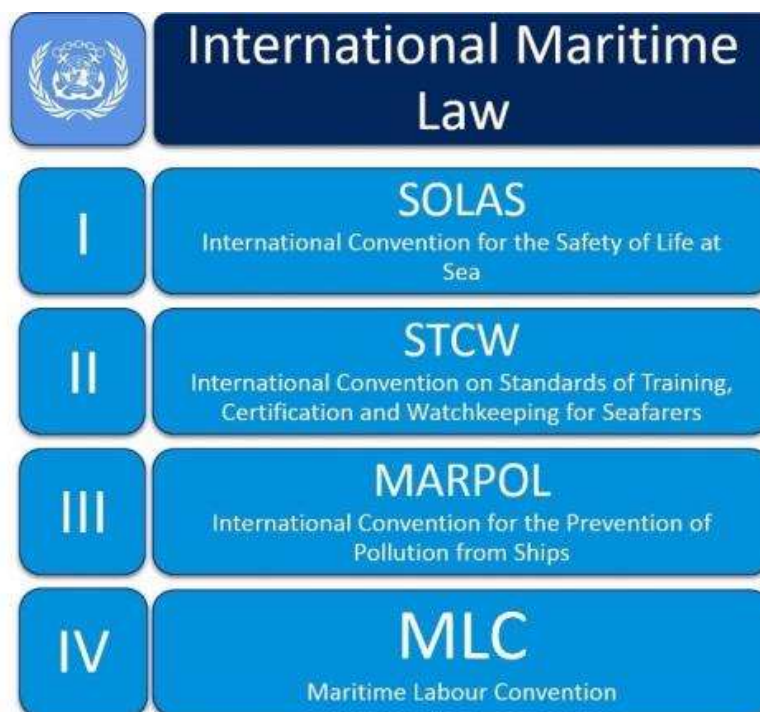 International Maritime
Law
I
SOLAS
International Convention for the Safety of Life at
Sea
II
STCW
International Convention on Standards of Training,
Certification and Watchkeeping for Seafarers
III
MARPOL
International Convention for the Prevention of
Pollution from Ships
IV
MLC
Maritime Labour Convention